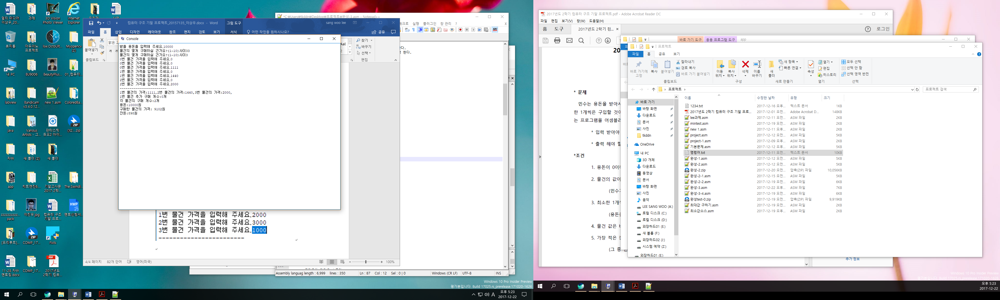 멀티 미디어
이상우_20...
과제
3D Vision
Photo Viewer
Internet
Explorer
휴지통
아두이노
프로젝트
lsw.OctoUlt...
Myopencv
(2)
내 PC
BU9006
BeautyPlus...
01_컴퓨터...
labview
Bandicam
v3.4.0.12...
new 1.asm
ColoredBa...
java
Various
Artists - 그...
판타스틱
듀오2 아이...
()t2....zip
자바
새 폴더 (2)
새 폴더
app
지트엔진6...
기말고사문
2017-2학...
The.Swindl...
zzzzzzzzzz...
pack
이진우.jpg
컴퓨터 구조
기말 프로...
멘토신청서...
[프리루트]...
COMP_17...
Fixts
11-28 자바
멘토링.docx
COMP_17...
2017년도
2학기 컴퓨...
컴퓨터 구조 기말 프로젝트_20157135_이상우.docx - Word
그림 도구
sang woo lee
파일 홈 삽입 디자인 레이아웃 참조 편지 검토 보기 서식 어떤 작업을 원하시나요?
공유
붙여넣기
클립보드
찾기
바꾸기
선택
편집
Console
받을 용돈을 입력해 주세요.10000
물건의 몇개 구매하실 건가요?(1~10)사이33
물건의 몇개 구매하실 건가요?(1~10)사이3
0번 물건 가격을 입력해 주세요.0
0번 물건 가격을 입력해 주세요.0
0번 물건 가격을 입력해 주세요.1111
1번 물건 가격을 입력해 주세요.0
1번 물건 가격을 입력해 주세요.1440
2번 물건 가격을 입력해 주세요.0
2번 물건 가격을 입력해 주세요.2000
------------------------
1번 물건의 가격:1111,2번 물건의 가격:1440,3번 물건의 가격:2000,
1번 물건 추가 구매 개수:0개
각 물건의 구매 개수:2개
용돈:10000원
구매한 물건의 가격: 9102원
잔돈:898원
1번 물건 가격을 입력해 주세요.2000
2번 물건 가격을 입력해 주세요.3000
3번 물건 가격을 입력해 주세요.1000
------------------------
4/4 페이지 82개 단어 영어(미국)
100%
*C:₩Users₩tkddn₩Desktop₩프로젝트₩완성-3.asm - Notepad++
매크로 실행 플러그인 창 관리 ? X
Assembly languag length : 6,999 lines : 350 Ln : 87 Col : 12 Sel : 0 | 0 Windows (CR LF) UTF-8 INS
Windows 10 Pro Insider Preview
평가본입니다. Build 17025.rs_prerelease.171020-1626
A
오후 5:23
2017-12-22
2017년도 2학기 컴퓨터 구조 기말 프로젝트.pdf - Adobe Acrobat Reader DC
파일 편집 보기(V) 창(W) 도움말(H)
홈 도구 2017년도 2학기 컴...
로그인
* 문제
민수는 용돈을 받아서
한 1개씩은 구입할 것이
는 프로그램을 어셈블리
* 입력 받아야
* 출력 해야 할
*조건
1. 용돈이 0이하
2. 물건의 값이
(민수가
3. 최소한 1개씩
(용돈을
4. 물건 값은
5. 가장 적은 잔
(그 중
추가 정보
바로 가기 도구 응용 프로그램 도구 app
프로젝트
파일 홈 공유 보기
바로 가기에
고정
복사
붙여넣기
잘라내기
경로 복사
바로 가기 붙여넣기
클립보드
이동
위치
복사
위치
삭제
이름
바꾸기
구성
새
폴더
새 항목
빠른 연결
새로 만들기
속성
열기
편집
히스토리
열기
모두 선택
선택 안 함
선택 영역 반전
선택
프로젝트
프로젝트 검색
바로 가기
바탕 화면
다운로드
문서
사진
tkddn
OneDrive
내 PC
3D 개체
다운로드
동영상
문서
바탕 화면
사진
음악
LEE SANG WOO (A:)
로컬 디스크 (C:)
로컬 디스크 (D:)
외장하드01 (E:)
새 볼륨 (F:)
외장하드02 (J:)
시스템 예약 (Z:)
외장하드01 (E:)
이름 수정한 날짜 유형 크기
1234.txt 2017-12-16 오후... 텍스트 문서 1KB
2017년도 2학기 컴퓨터 구조 기말 프로... 2017-12-01 오전... Adobe Acrobat D... 148KB
lee과제.asm 2017-12-11 오전... ASM 파일 2KB
mintest.asm 2017-12-19 오전... ASM 파일 2KB
new 1.asm 2017-12-11 오후... ASM 파일 2KB
project.asm 2017-12-12 오전... ASM 파일 5KB
project-1.asm 2017-12-09 오후... ASM 파일 2KB
기본문제.asm 2017-12-12 오후... ASM 파일 5KB
명령어.txt 2017-12-11 오전... 텍스트 문서 10KB
완성-1.asm 2017-12-12 오전... ASM 파일 5KB
완성-2.asm 2017-12-12 오전... ASM 파일 5KB
완성-2.zip 2017-12-20 오전... 압축(ZIP) 파일 10,056KB
완성-2-1.asm 2017-12-15 오전... ASM 파일 5KB
완성-2-2.asm 2017-12-19 오전... ASM 파일 6KB
완성-3.asm 2017-12-22 오후... ASM 파일 7KB
완성-3-4.asm 2017-12-19 오전... ASM 파일 6KB
완성test-0.zip 2017-12-19 오전... 압축(ZIP) 파일 9,919KB
최대값 구하기.asm 2017-12-19 오전... ASM 파일 2KB
최소값소스.asm 2017-12-19 오후... ASM 파일 2KB
Windows 10 Pro Insider Preview
평가본입니다. Build 17025.rs_prerelease.171020-1626
오후 5:23
2017-12-22